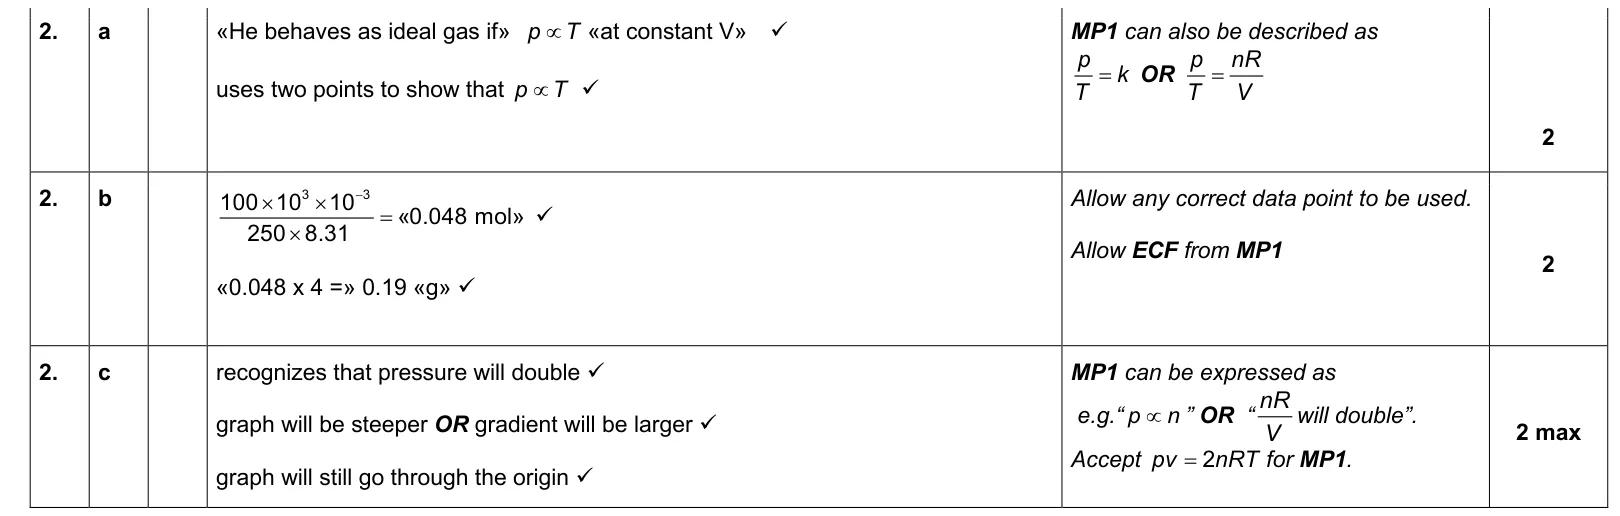 2. a «He behaves as ideal gas if» p ∝ T «at constant V» ✓ MP1 can also be described as
p/T = k OR p/T = nR/V
uses two points to show that p ∝ T ✓
2
2. b (100 × 10³ × 10⁻³)/(250 × 8.31) = «0.048 mol» ✓ Allow any correct data point to be used.
Allow ECF from MP1
2
«0.048 x 4 =» 0.19 «g» ✓
2. c recognizes that pressure will double ✓ MP1 can be expressed as
graph will be steeper OR gradient will be larger ✓ e.g.“ p ∝ n ” OR “ nR/V will double”.
2 max
Accept pv = 2nRT for MP1.
graph will still go through the origin ✓